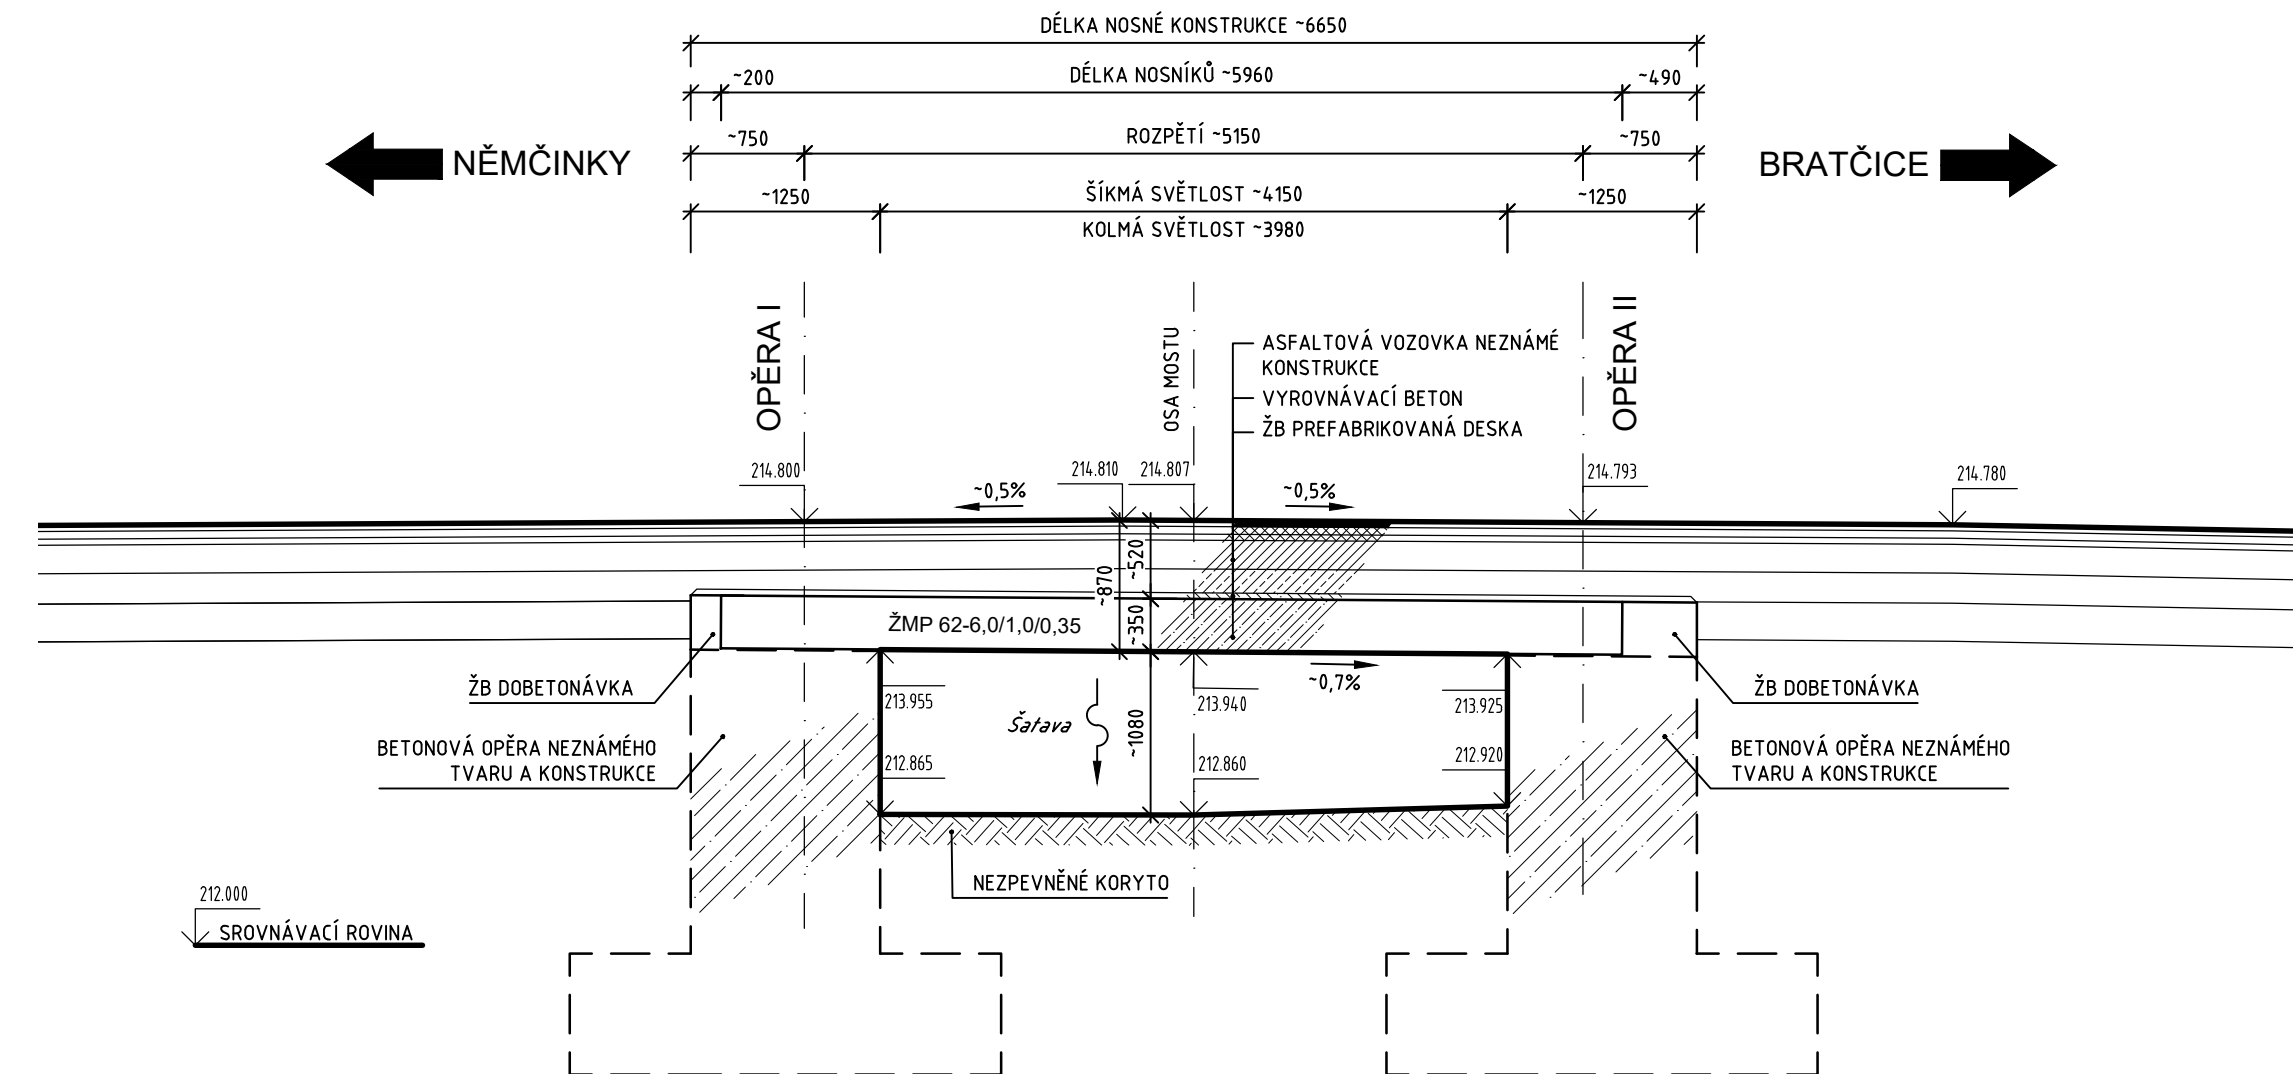 DÉLKA NOSNÉ KONSTRUKCE ~6650
~200
DÉLKA NOSNÍKŮ ~5960
~490
~750
ROZPĚTÍ ~5150
~750
NĚMČINKY
BRATČICE
~1250
ŠÍKMÁ SVĚTLOST ~4150
~1250
KOLMÁ SVĚTLOST ~3980
OPĚRA I
OSA MOSTU
OPĚRA II
ASFALTOVÁ VOZOVKA NEZNÁMÉ
KONSTRUKCE
VYROVNÁVACÍ BETON
ŽB PREFABRIKOVANÁ DESKA
214.800
214.810
214.807
214.793
214.780
~0,5%
~0,5%
~870
~520
~350
ŽMP 62-6,0/1,0/0,35
~0,7%
ŽB DOBETONÁVKA
ŽB DOBETONÁVKA
213.955
213.940
213.925
Šatava
~1080
BETONOVÁ OPĚRA NEZNÁMÉHO
TVARU A KONSTRUKCE
212.865
212.860
212.920
BETONOVÁ OPĚRA NEZNÁMÉHO
TVARU A KONSTRUKCE
NEZPEVNĚNÉ KORYTO
212.000
SROVNÁVACÍ ROVINA